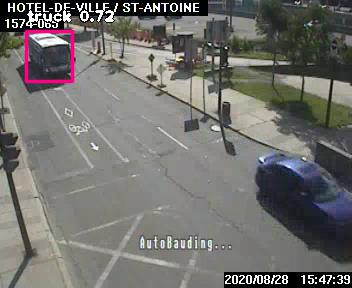 HOTEL-DE-VILLE / ST-ANTOINE
truck 0.72
1574-065
AutoBauding...
2020/08/28 15:47:39